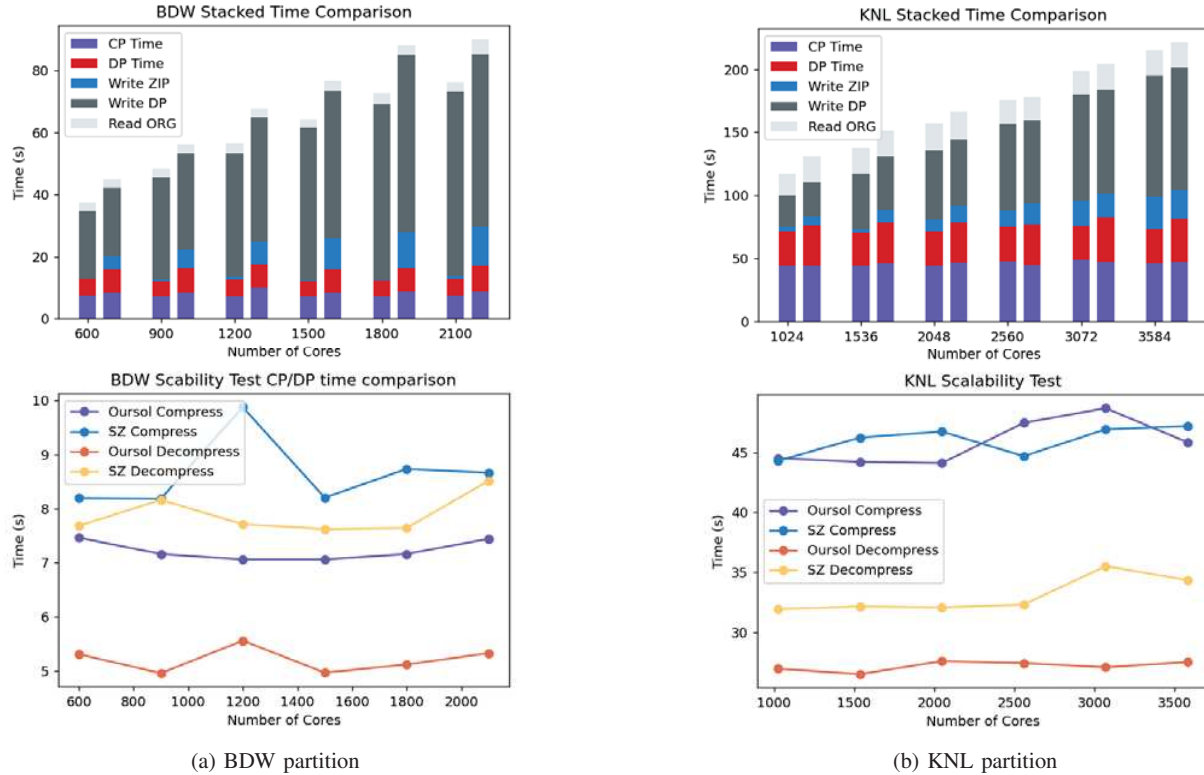 BDW Stacked Time Comparison
CP Time
DP Time
Write ZIP
Write DP
Read ORG
Time (s)
0
20
40
60
80
600
900
1200
1500
1800
2100
Number of Cores
KNL Stacked Time Comparison
CP Time
DP Time
Write ZIP
Write DP
Read ORG
Time (s)
0
50
100
150
200
1024
1536
2048
2560
3072
3584
Number of Cores
BDW Scability Test CP/DP time comparison
Oursol Compress
SZ Compress
Oursol Decompress
SZ Decompress
Time (s)
5
6
7
8
9
10
600
800
1000
1200
1400
1600
1800
2000
Number of Cores
KNL Scalability Test
Oursol Compress
SZ Compress
Oursol Decompress
SZ Decompress
Time (s)
30
35
40
45
1000
1500
2000
2500
3000
3500
Number of Cores
(a) BDW partition
(b) KNL partition